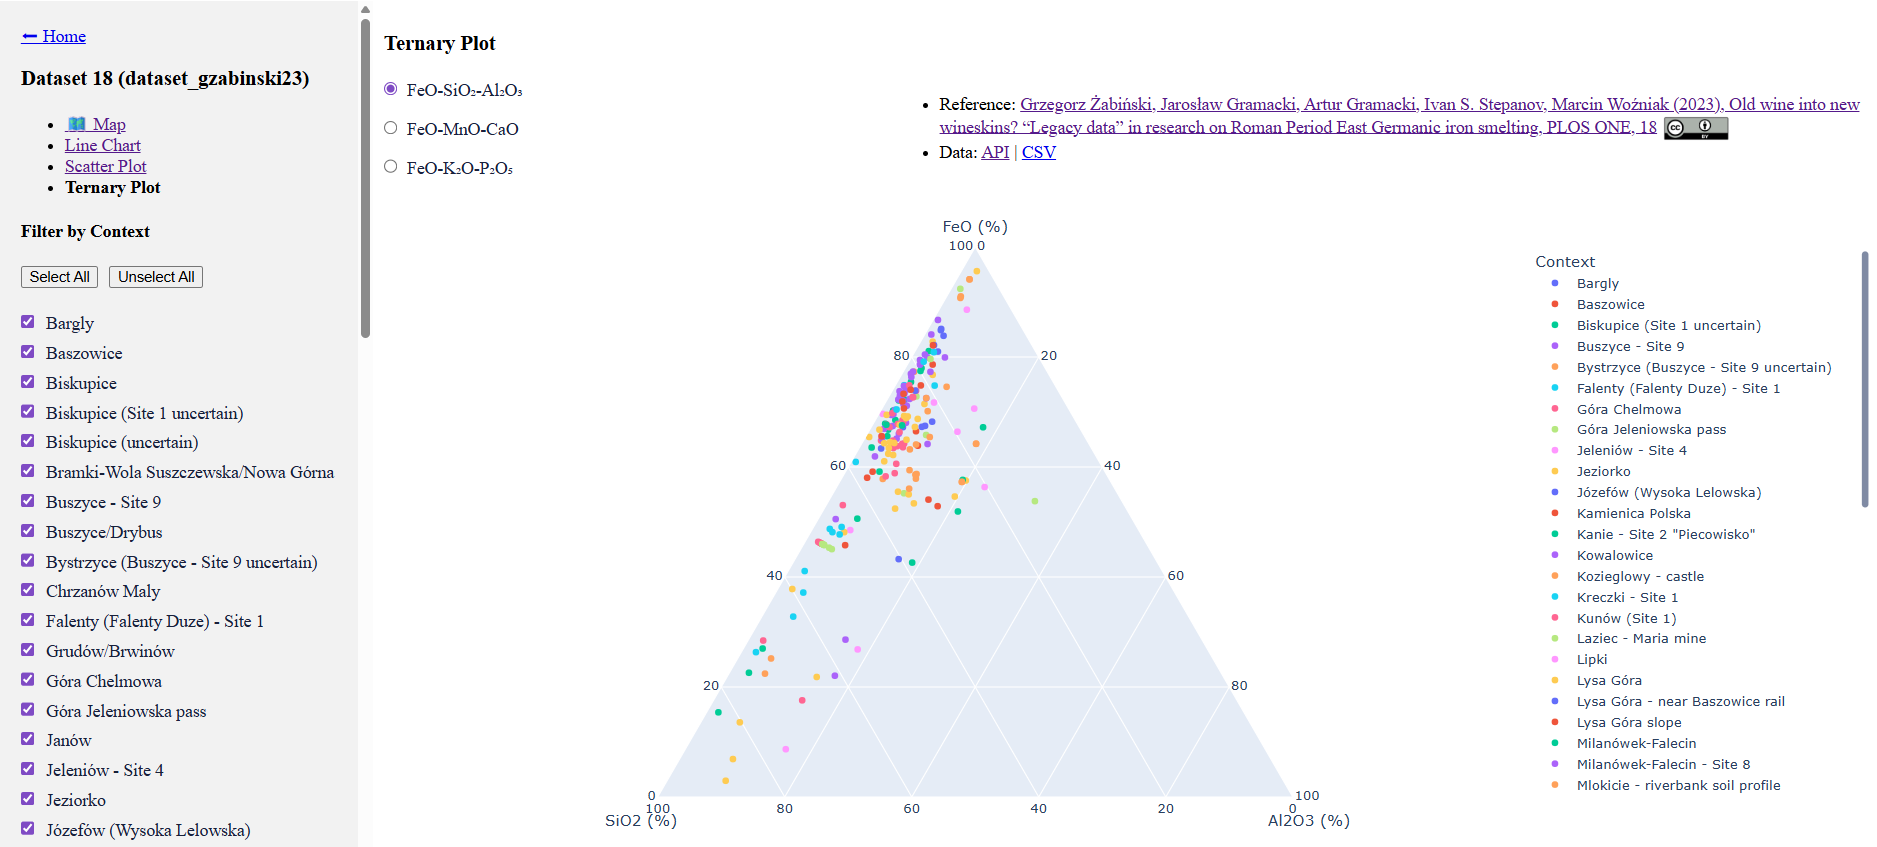 Home
Dataset 18 (dataset_gzabinski23)
Map
Line Chart
Scatter Plot
Ternary Plot
Filter by Context
Select All Unselect All
Bargly
Baszowice
Biskupice
Biskupice (Site 1 uncertain)
Biskupice (uncertain)
Bramki-Wola Suszczewska/Nowa Górna
Buszyce - Site 9
Buszyce/Drybus
Bystrzyce (Buszyce - Site 9 uncertain)
Chrzanów Maly
Falenty (Falenty Duze) - Site 1
Grudów/Brwinów
Góra Chelmowa
Góra Jeleniowska pass
Janów
Jeleniów - Site 4
Jeziorko
Józefów (Wysoka Lelowska)
Ternary Plot
FeO-SiO₂-Al₂O₃
FeO-MnO-CaO
FeO-K₂O-P₂O₅
Reference: Grzegorz Żabiński, Jarosław Gramacki, Artur Gramacki, Ivan S. Stepanov, Marcin Woźniak (2023), Old wine into new
wineskins? “Legacy data” in research on Roman Period East Germanic iron smelting, PLOS ONE, 18 cc BY
Data: API | CSV
FeO (%)
100 0
80 20
60 40
40 60
20 80
0 100
100 80 60 40 20 0
SiO2 (%) Al2O3 (%)
Context
Bargly
Baszowice
Biskupice (Site 1 uncertain)
Buszyce - Site 9
Bystrzyce (Buszyce - Site 9 uncertain)
Falenty (Falenty Duze) - Site 1
Góra Chelmowa
Góra Jeleniowska pass
Jeleniów - Site 4
Jeziorko
Józefów (Wysoka Lelowska)
Kamienica Polska
Kanie - Site 2 "Piecowisko"
Kowalowice
Kozieglowy - castle
Kreczki - Site 1
Kunów (Site 1)
Laziec - Maria mine
Lipki
Lysa Góra
Lysa Góra - near Baszowice rail
Lysa Góra slope
Milanówek-Falecin
Milanówek-Falecin - Site 8
Mlokicie - riverbank soil profile